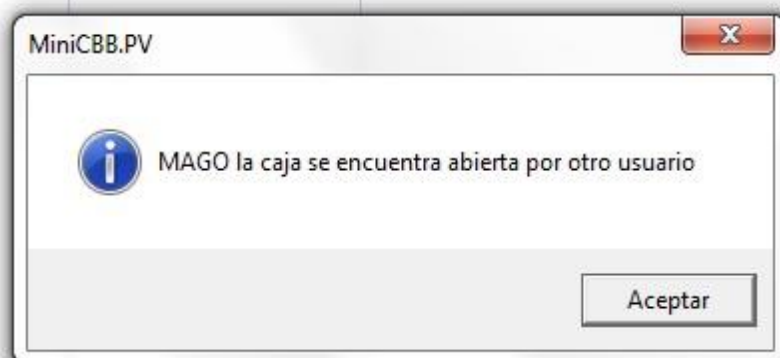 MiniCBB.PV
MAGO la caja se encuentra abierta por otro usuario
Aceptar